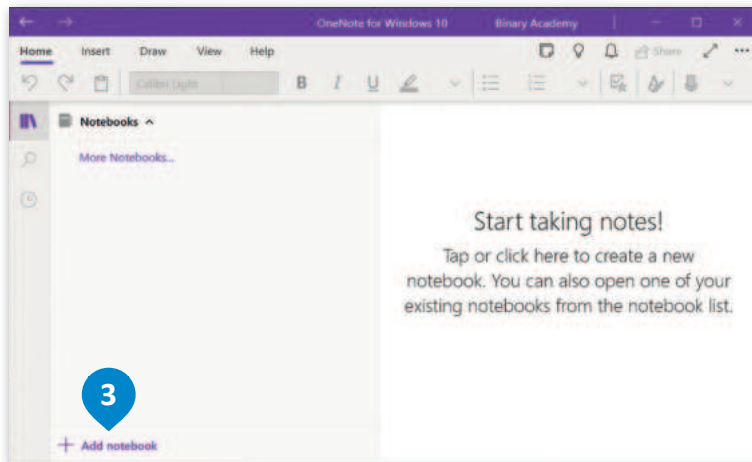 OneNote for Windows 10
Binary Academy
Home Insert Draw View Help
Share
Calibri Light
B I U
Notebooks
More Notebooks...
Start taking notes!
Tap or click here to create a new
notebook. You can also open one of your
existing notebooks from the notebook list.
3
+ Add notebook